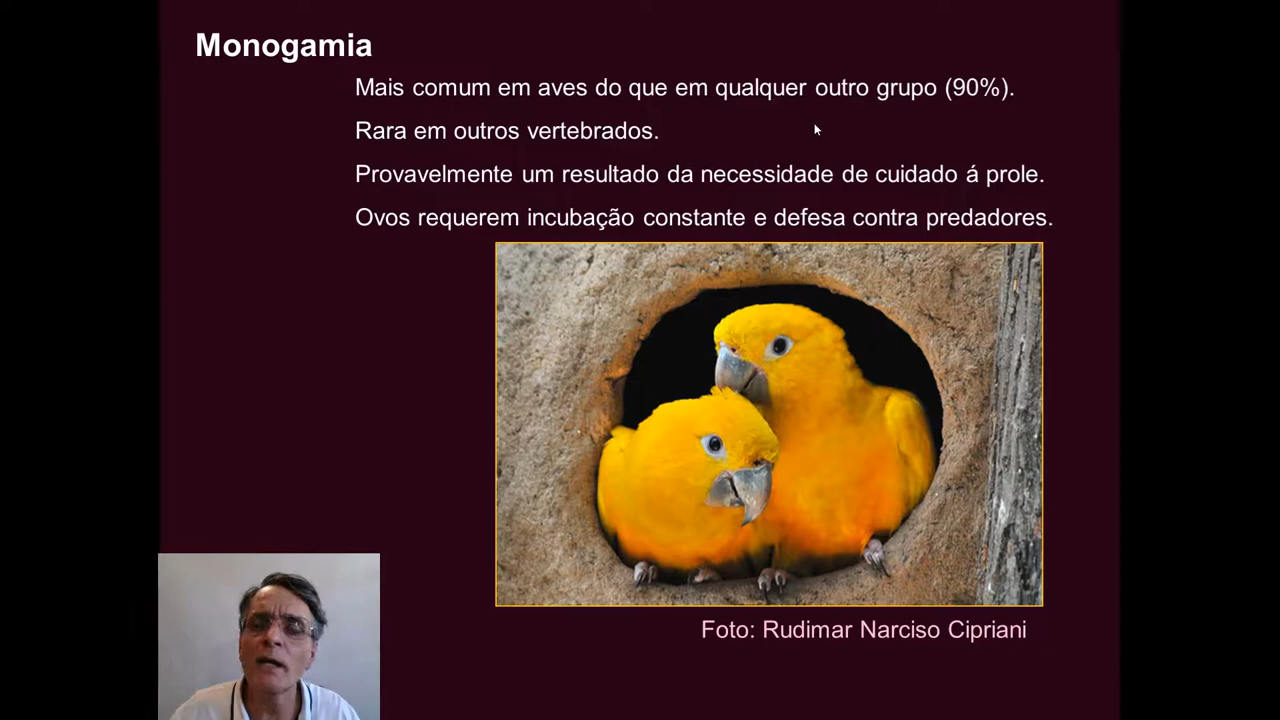 Monogamia
Mais comum em aves do que em qualquer outro grupo (90%).
Rara em outros vertebrados.
Provavelmente um resultado da necessidade de cuidado á prole.
Ovos requerem incubação constante e defesa contra predadores.
Foto: Rudimar Narciso Cipriani